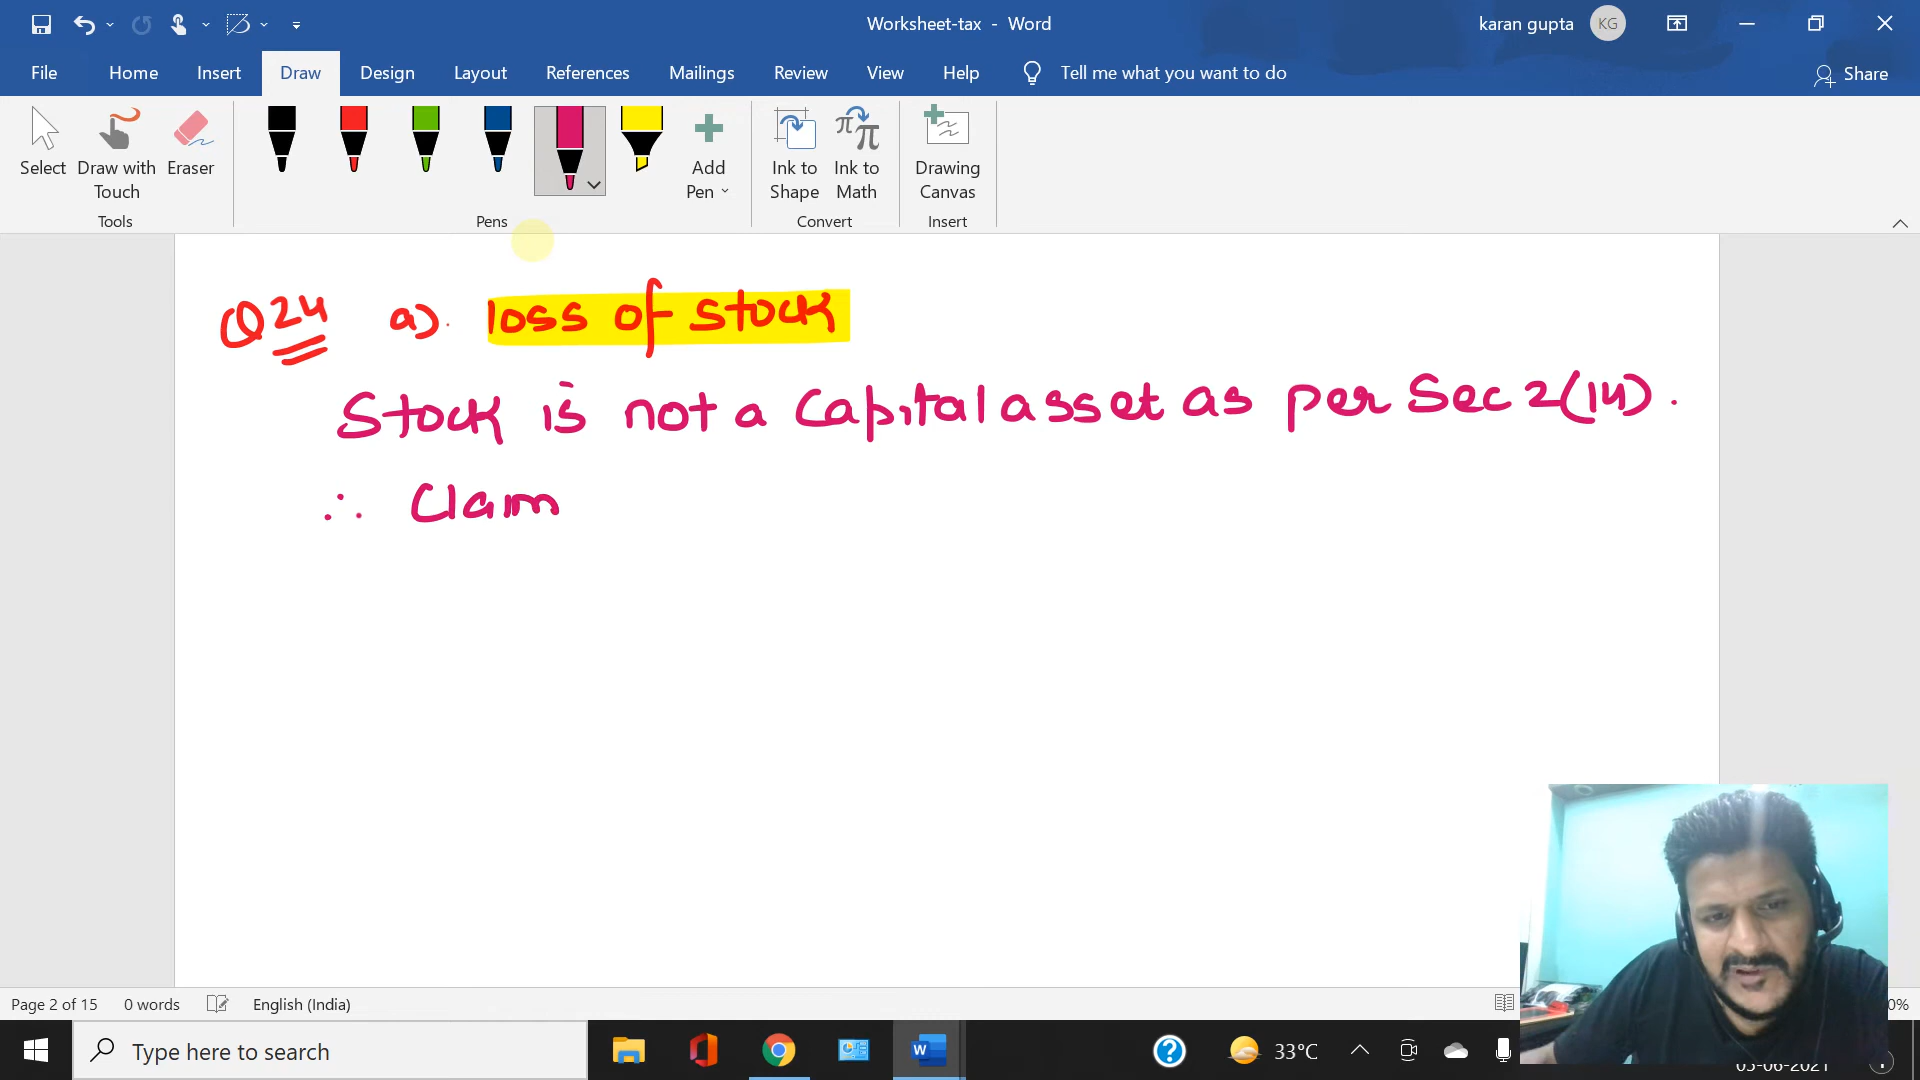 Worksheet-tax - Word
karan gupta KG
File Home Insert Draw Design Layout References Mailings Review View Help Tell me what you want to do Share
Select Draw with Touch Eraser Add Pen Ink to Shape Ink to Math Drawing Canvas
Tools Pens Convert Insert
Q24 a). loss of stock
Stock is not a Capital asset as per Sec 2(14).
∴ Claim
Page 2 of 15 0 words English (India)
Type here to search 33°C